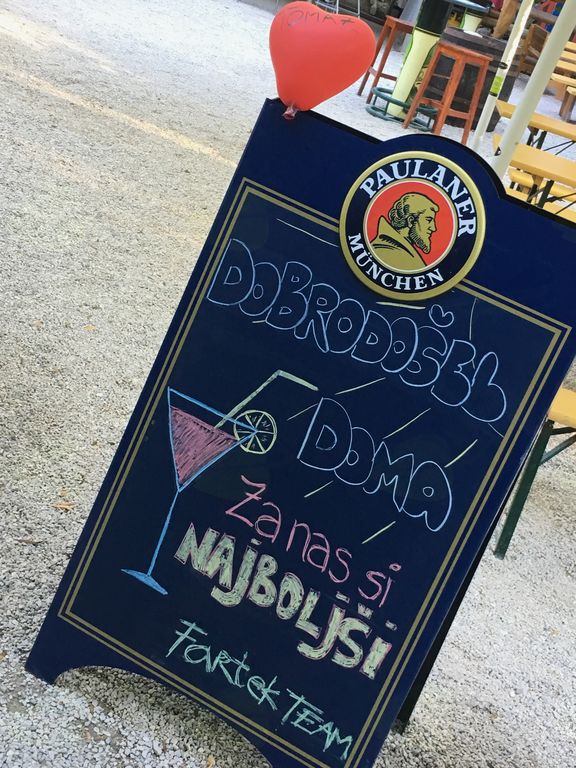 PAULANER
MÜNCHEN
DOBRODOŠEL
DOMA
Za nas si
NAJBOLJŠI
Fartek TEAM